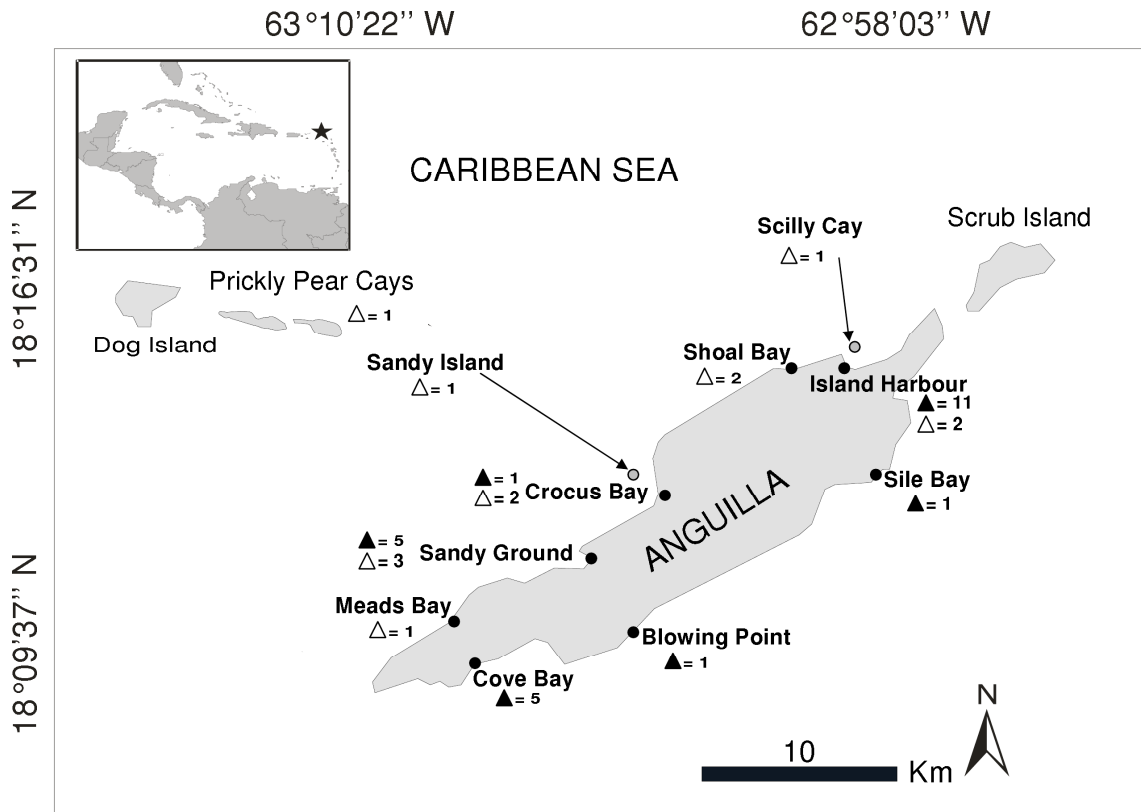 63°10'22'' W
62°58'03'' W
18°16'31'' N
18°09'37'' N
CARIBBEAN SEA
Scrub Island
Scilly Cay
△= 1
Prickly Pear Cays
△= 1
Dog Island
Sandy Island
△= 1
Shoal Bay
△= 2
Island Harbour
▲= 11
△= 2
Sile Bay
▲= 1
▲= 1
△= 2
Crocus Bay
ANGUILLA
▲= 5
△= 3
Sandy Ground
Meads Bay
△= 1
Blowing Point
▲= 1
Cove Bay
▲= 5
N
10
Km